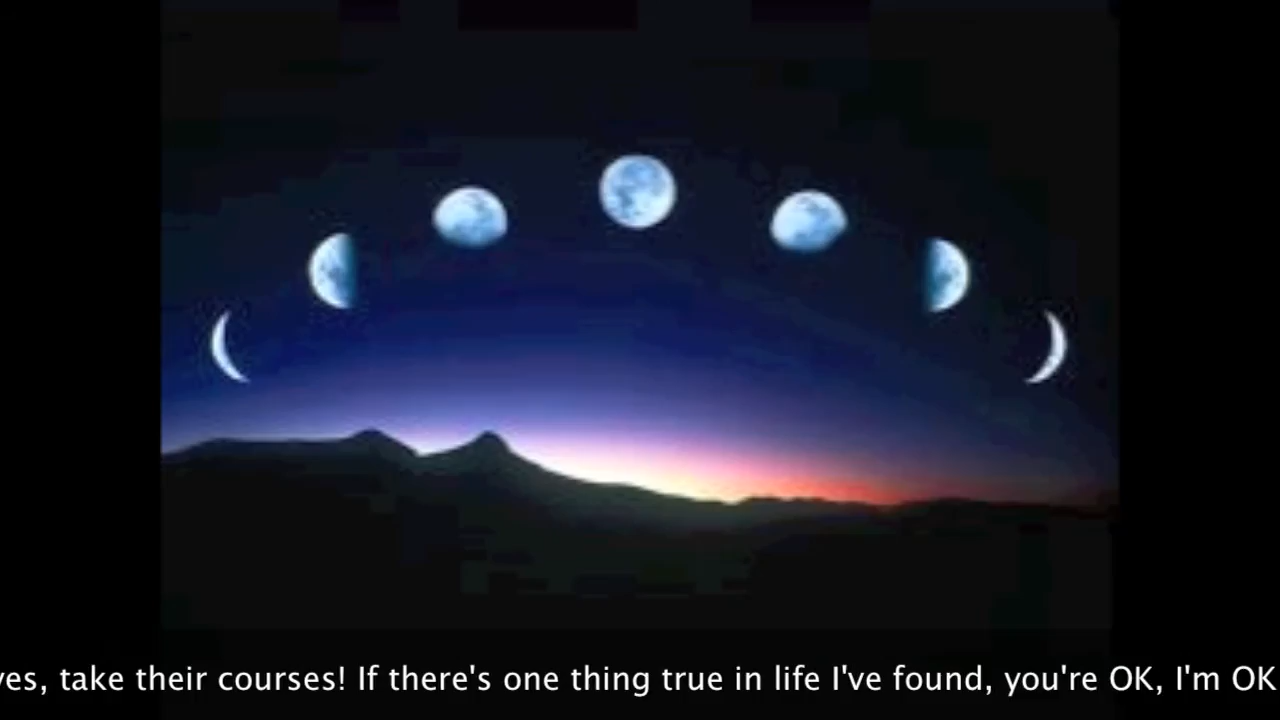 take their courses! If there's one thing true in life I've found, you're OK, I'm OK